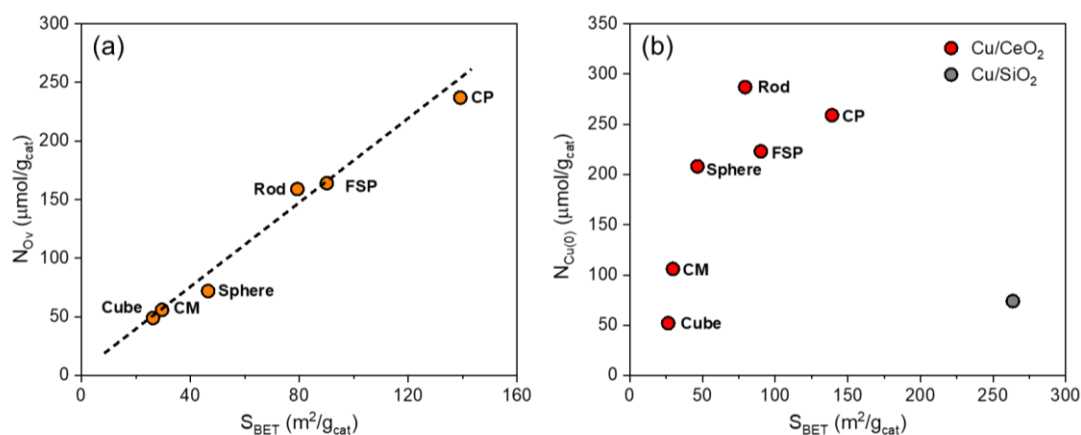 (a)
300
250
200
150
100
50
0
N_Ov (μmol/g_cat)
CP
Rod
FSP
Sphere
Cube
CM
0 40 80 120 160
S_BET (m²/g_cat)
(b)
350
300
250
200
150
100
50
0
N_Cu(0) (μmol/g_cat)
Cu/CeO₂
Cu/SiO₂
Rod
CP
FSP
Sphere
CM
Cube
0 50 100 150 200 250 300
S_BET (m²/g_cat)